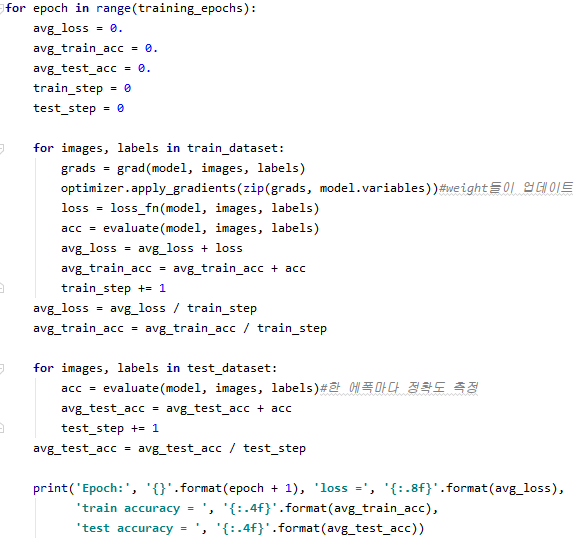 for epoch in range(training_epochs):
    avg_loss = 0.
    avg_train_acc = 0.
    avg_test_acc = 0.
    train_step = 0
    test_step = 0

    for images, labels in train_dataset:
        grads = grad(model, images, labels)
        optimizer.apply_gradients(zip(grads, model.variables))#weight들이 업데이트
        loss = loss_fn(model, images, labels)
        acc = evaluate(model, images, labels)
        avg_loss = avg_loss + loss
        avg_train_acc = avg_train_acc + acc
        train_step += 1
    avg_loss = avg_loss / train_step
    avg_train_acc = avg_train_acc / train_step

    for images, labels in test_dataset:
        acc = evaluate(model, images, labels)#한 에폭마다 정확도 측정
        avg_test_acc = avg_test_acc + acc
        test_step += 1
    avg_test_acc = avg_test_acc / test_step

    print('Epoch:', '{}'.format(epoch + 1), 'loss =', '{:.8f}'.format(avg_loss),
          'train accuracy = ', '{:.4f}'.format(avg_train_acc),
          'test accuracy = ', '{:.4f}'.format(avg_test_acc))